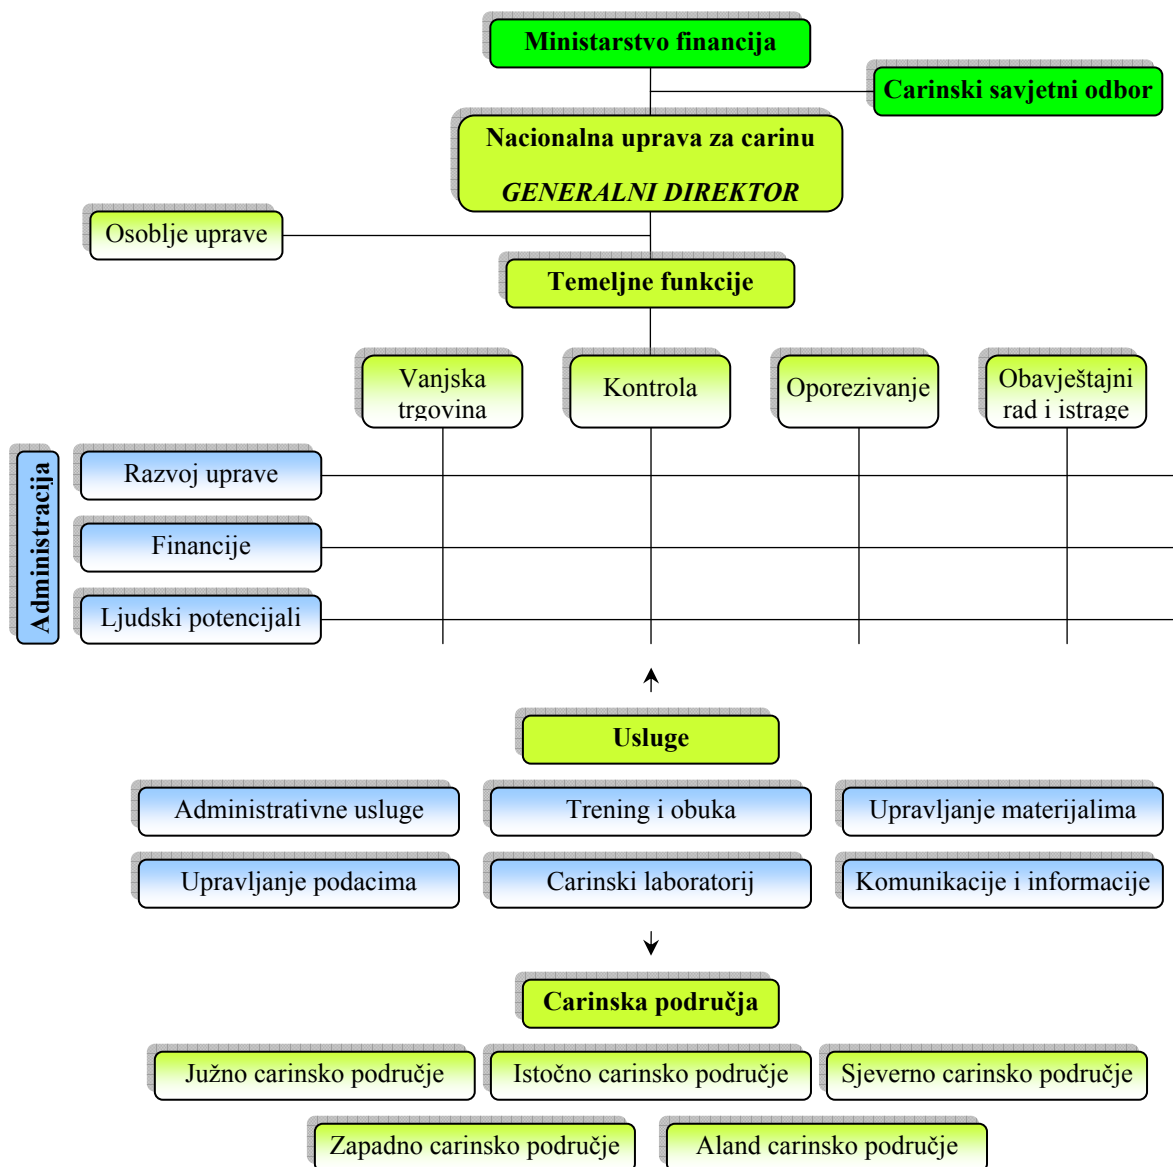 Ministarstvo financija
Carinski savjetni odbor
Nacionalna uprava za carinu
GENERALNI DIREKTOR
Osoblje uprave
Temeljne funkcije
Vanjska
trgovina
Kontrola
Oporezivanje
Obavještajni
rad i istrage
Administracija
Razvoj uprave
Financije
Ljudski potencijali
Usluge
Administrativne usluge
Trening i obuka
Upravljanje materijalima
Upravljanje podacima
Carinski laboratorij
Komunikacije i informacije
Carinska područja
Južno carinsko područje
Istočno carinsko područje
Sjeverno carinsko područje
Zapadno carinsko područje
Aland carinsko područje